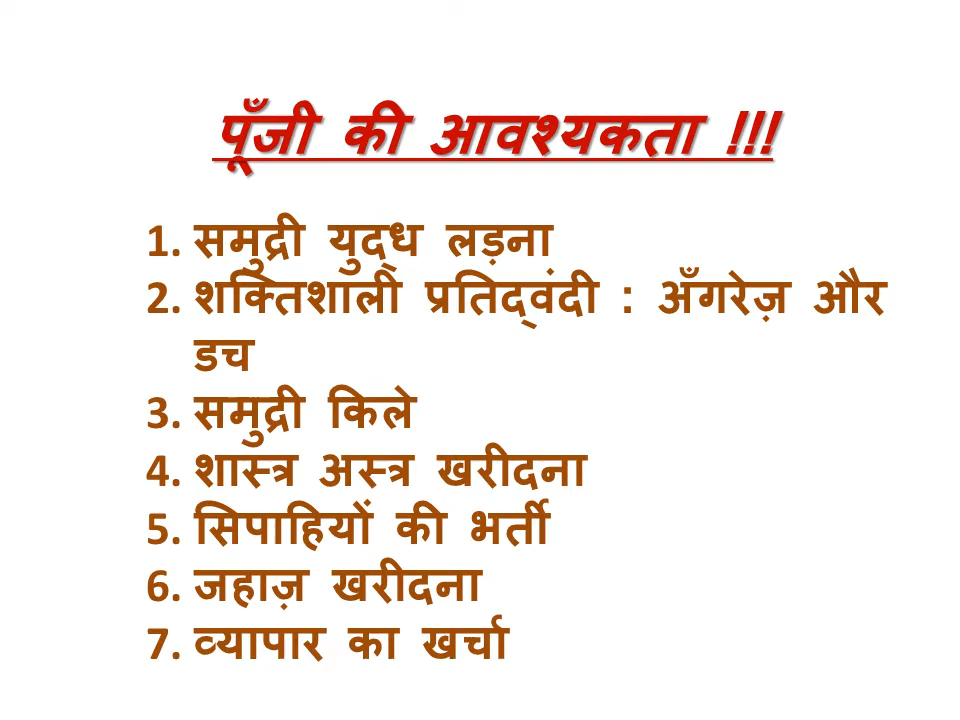 पूँजी की आवश्यकता !!!
1. समुद्री युद्ध लड़ना
2. शक्तिशाली प्रतिद्वंदी : अँगरेज़ और
डच
3. समुद्री किले
4. शास्त्र अस्त्र खरीदना
5. सिपाहियों की भर्ती
6. जहाज़ खरीदना
7. व्यापार का खर्चा